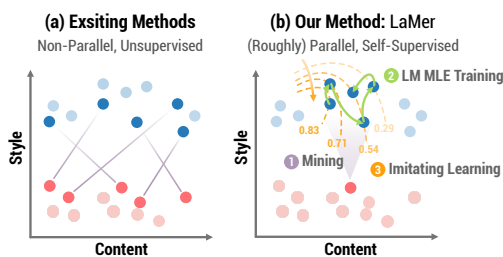 (a) Exsiting Methods
Non-Parallel, Unsupervised
Style
Content
(b) Our Method: LaMer
(Roughly) Parallel, Self-Supervised
2 LM MLE Training
0.83
0.71
0.54
0.29
1 Mining
3 Imitating Learning
Style
Content